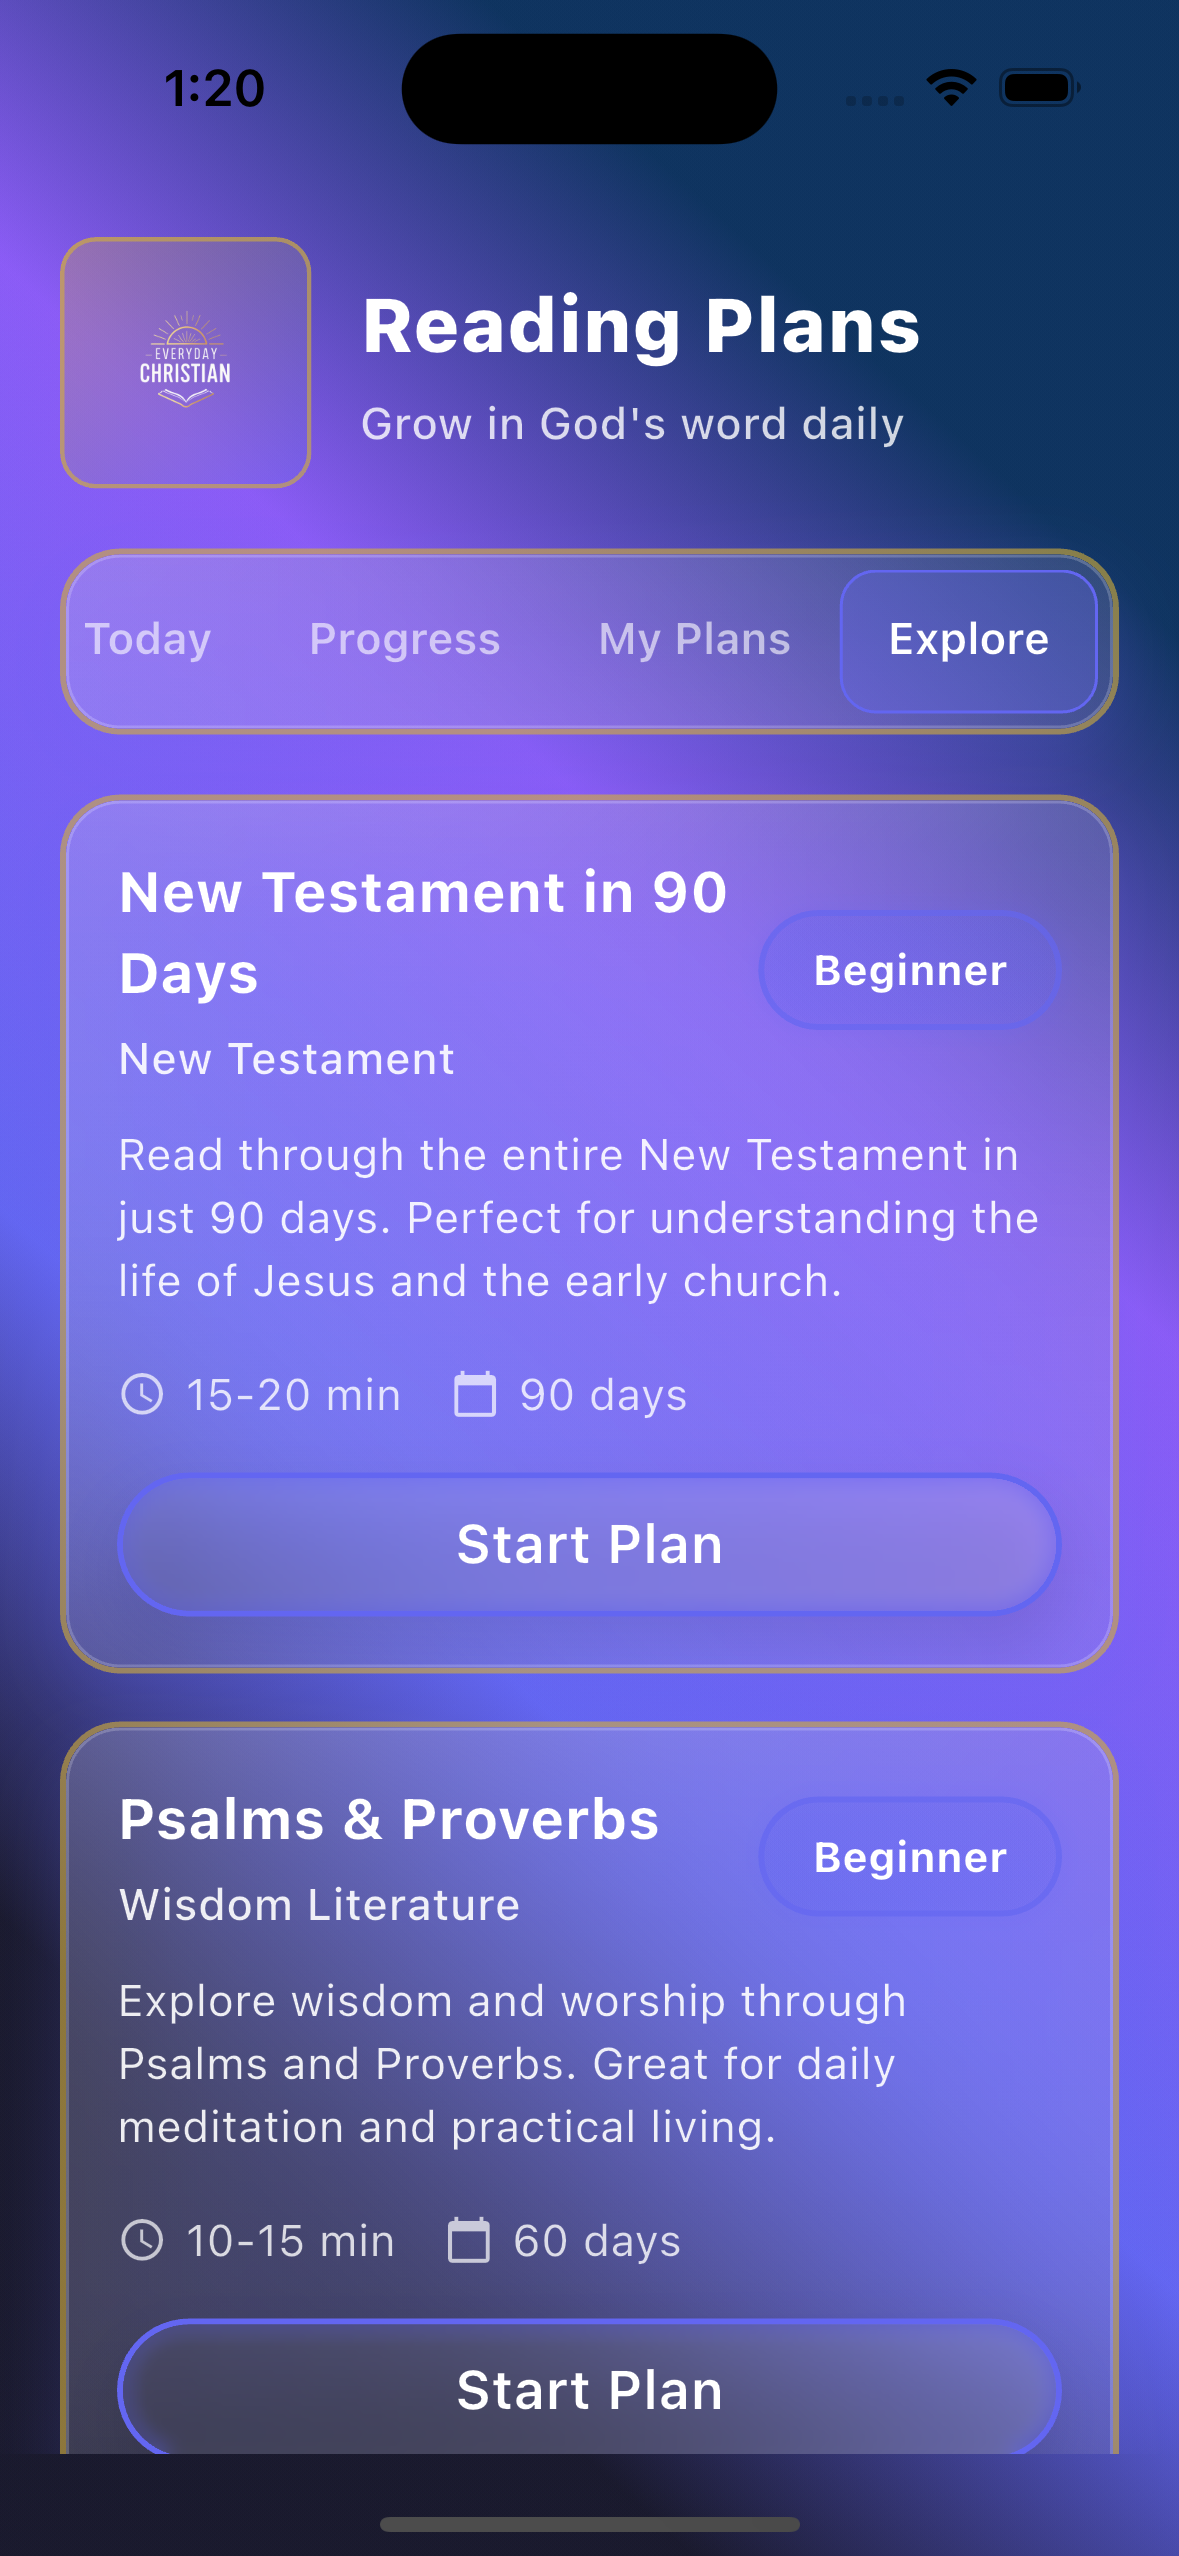 1:20
EVERYDAY
CHRISTIAN
Reading Plans
Grow in God's word daily
Today Progress My Plans Explore
New Testament in 90
Days
Beginner
New Testament
Read through the entire New Testament in
just 90 days. Perfect for understanding the
life of Jesus and the early church.
15-20 min 90 days
Start Plan
Psalms & Proverbs
Beginner
Wisdom Literature
Explore wisdom and worship through
Psalms and Proverbs. Great for daily
meditation and practical living.
10-15 min 60 days
Start Plan